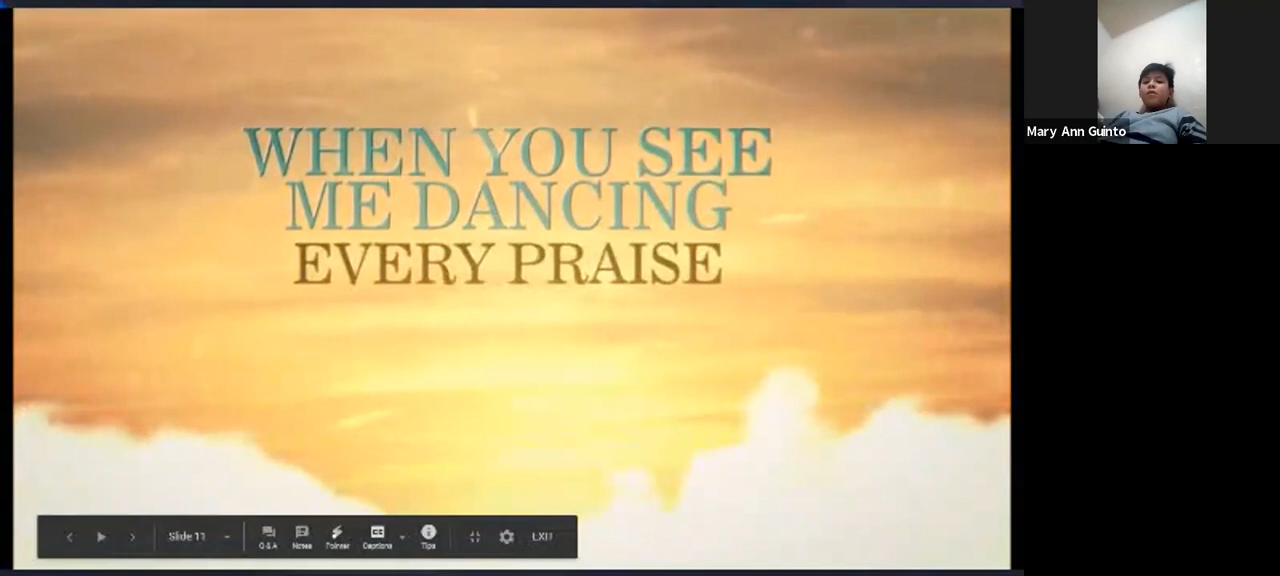 WHEN YOU SEE
ME DANCING
EVERY PRAISE
Mary Ann Guinto
Slide 11
Q&A
Notes
Pointer
Captions
Tips
EXIT